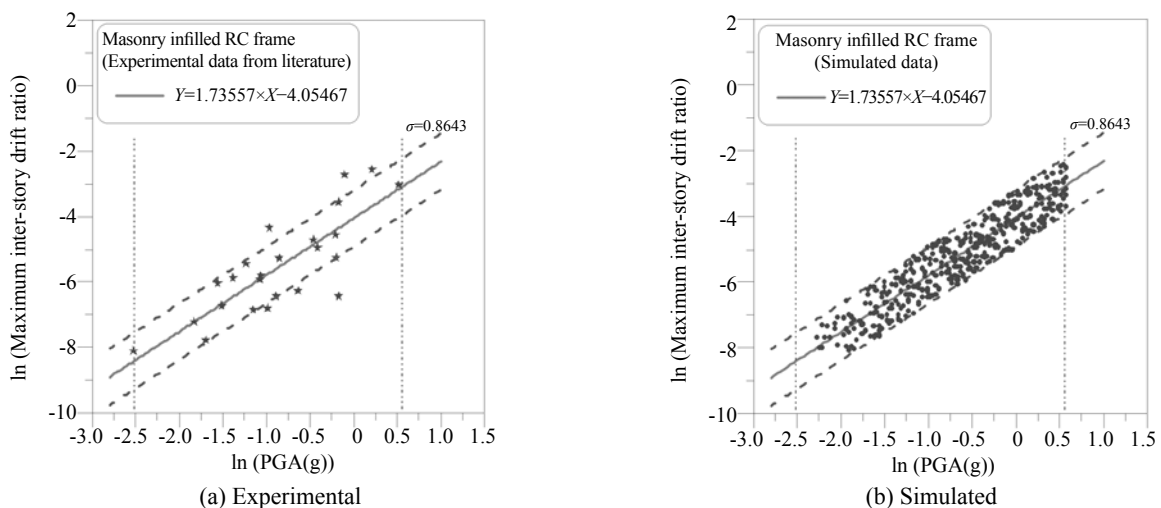 2
0
-2
-4
-6
-8
-10
ln (Maximum inter-story drift ratio)
Masonry infilled RC frame
(Experimental data from literature)
Y=1.73557×X−4.05467
σ=0.8643
-3.0 -2.5 -2.0 -1.5 -1.0 -0.5 0 0.5 1.0 1.5
ln (PGA(g))
(a) Experimental
2
0
-2
-4
-6
-8
-10
ln (Maximum inter-story drift ratio)
Masonry infilled RC frame
(Simulated data)
Y=1.73557×X−4.05467
σ=0.8643
-3.0 -2.5 -2.0 -1.5 -1.0 -0.5 0 0.5 1.0 1.5
ln (PGA(g))
(b) Simulated